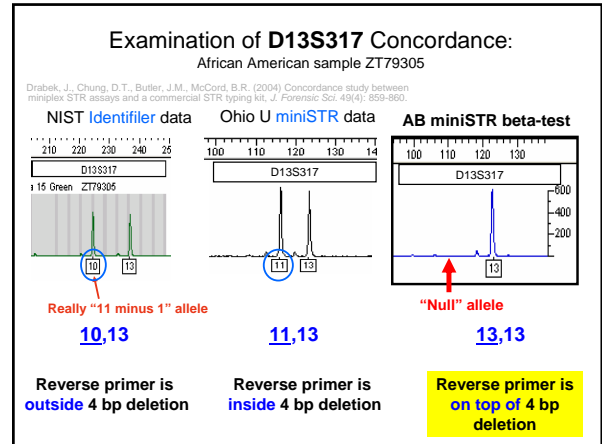 Examination of D13S317 Concordance:
African American sample ZT79305
Drabek, J., Chung, D.T., Butler, J.M., McCord, B.R. (2004) Concordance study between
miniplex STR assays and a commercial STR typing kit, J. Forensic Sci. 49(4): 859-860.
NIST Identifiler data
210 220 230 240 25
D13S317
15 Green ZT79305
10 13
Really “11 minus 1” allele
10,13
Reverse primer is
outside 4 bp deletion
Ohio U miniSTR data
100 110 120 130 14
D13S317
11 13
11,13
Reverse primer is
inside 4 bp deletion
AB miniSTR beta-test
100 110 120 130
D13S317
600
400
200
13
“Null” allele
13,13
Reverse primer is
on top of 4 bp
deletion